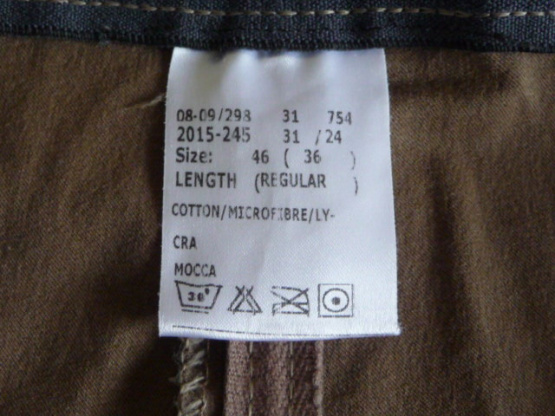 08-09/298 31 754
2015-245 31 /24
Size: 46 ( 36 )
LENGTH (REGULAR )
COTTON/MICROFIBRE/LY-
CRA
MOCCA
30°